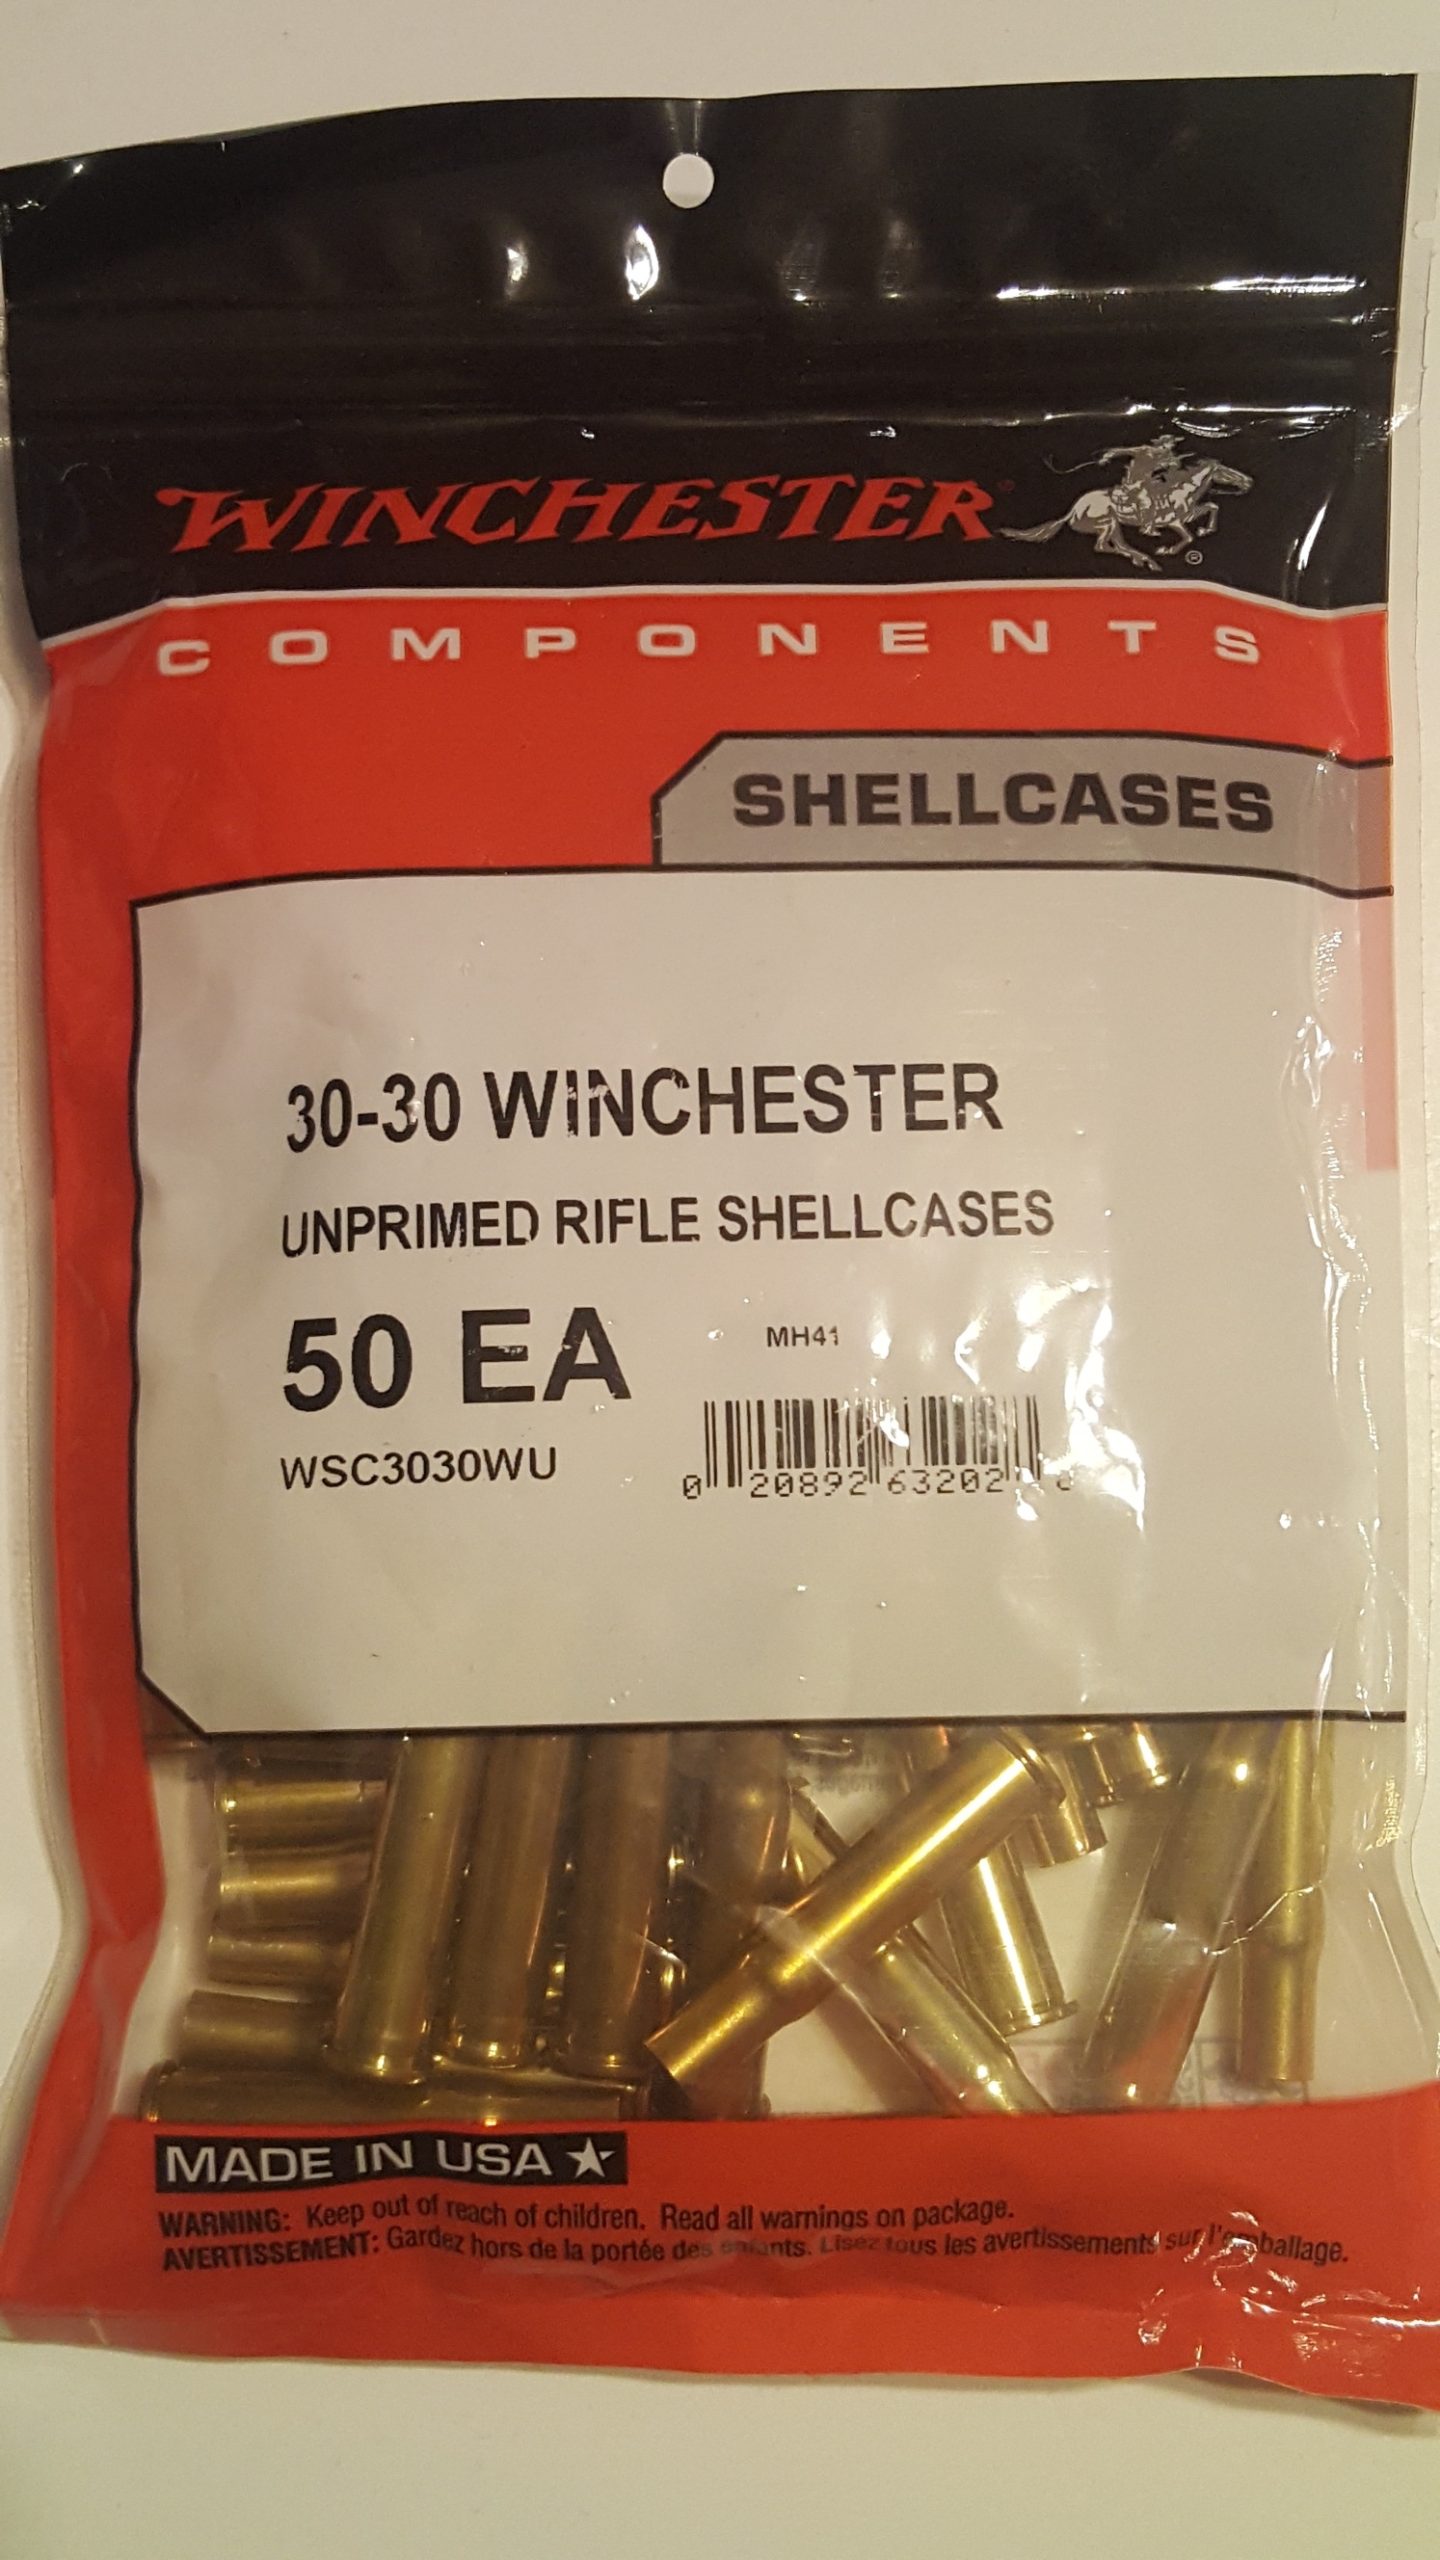 WINCHESTER®
®
COMPONENTS
SHELLCASES
30-30 WINCHESTER
UNPRIMED RIFLE SHELLCASES
50 EA
MH41
WSC3030WU
0 20892 63202
MADE IN USA
WARNING: Keep out of reach of children. Read all warnings on package.
AVERTISSEMENT: Gardez hors de la portée des enfants. Lisez tous les avertissements sur l'emballage.